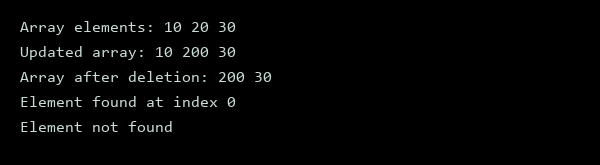 Array elements: 10 20 30
Updated array: 10 200 30
Array after deletion: 200 30
Element found at index 0
Element not found